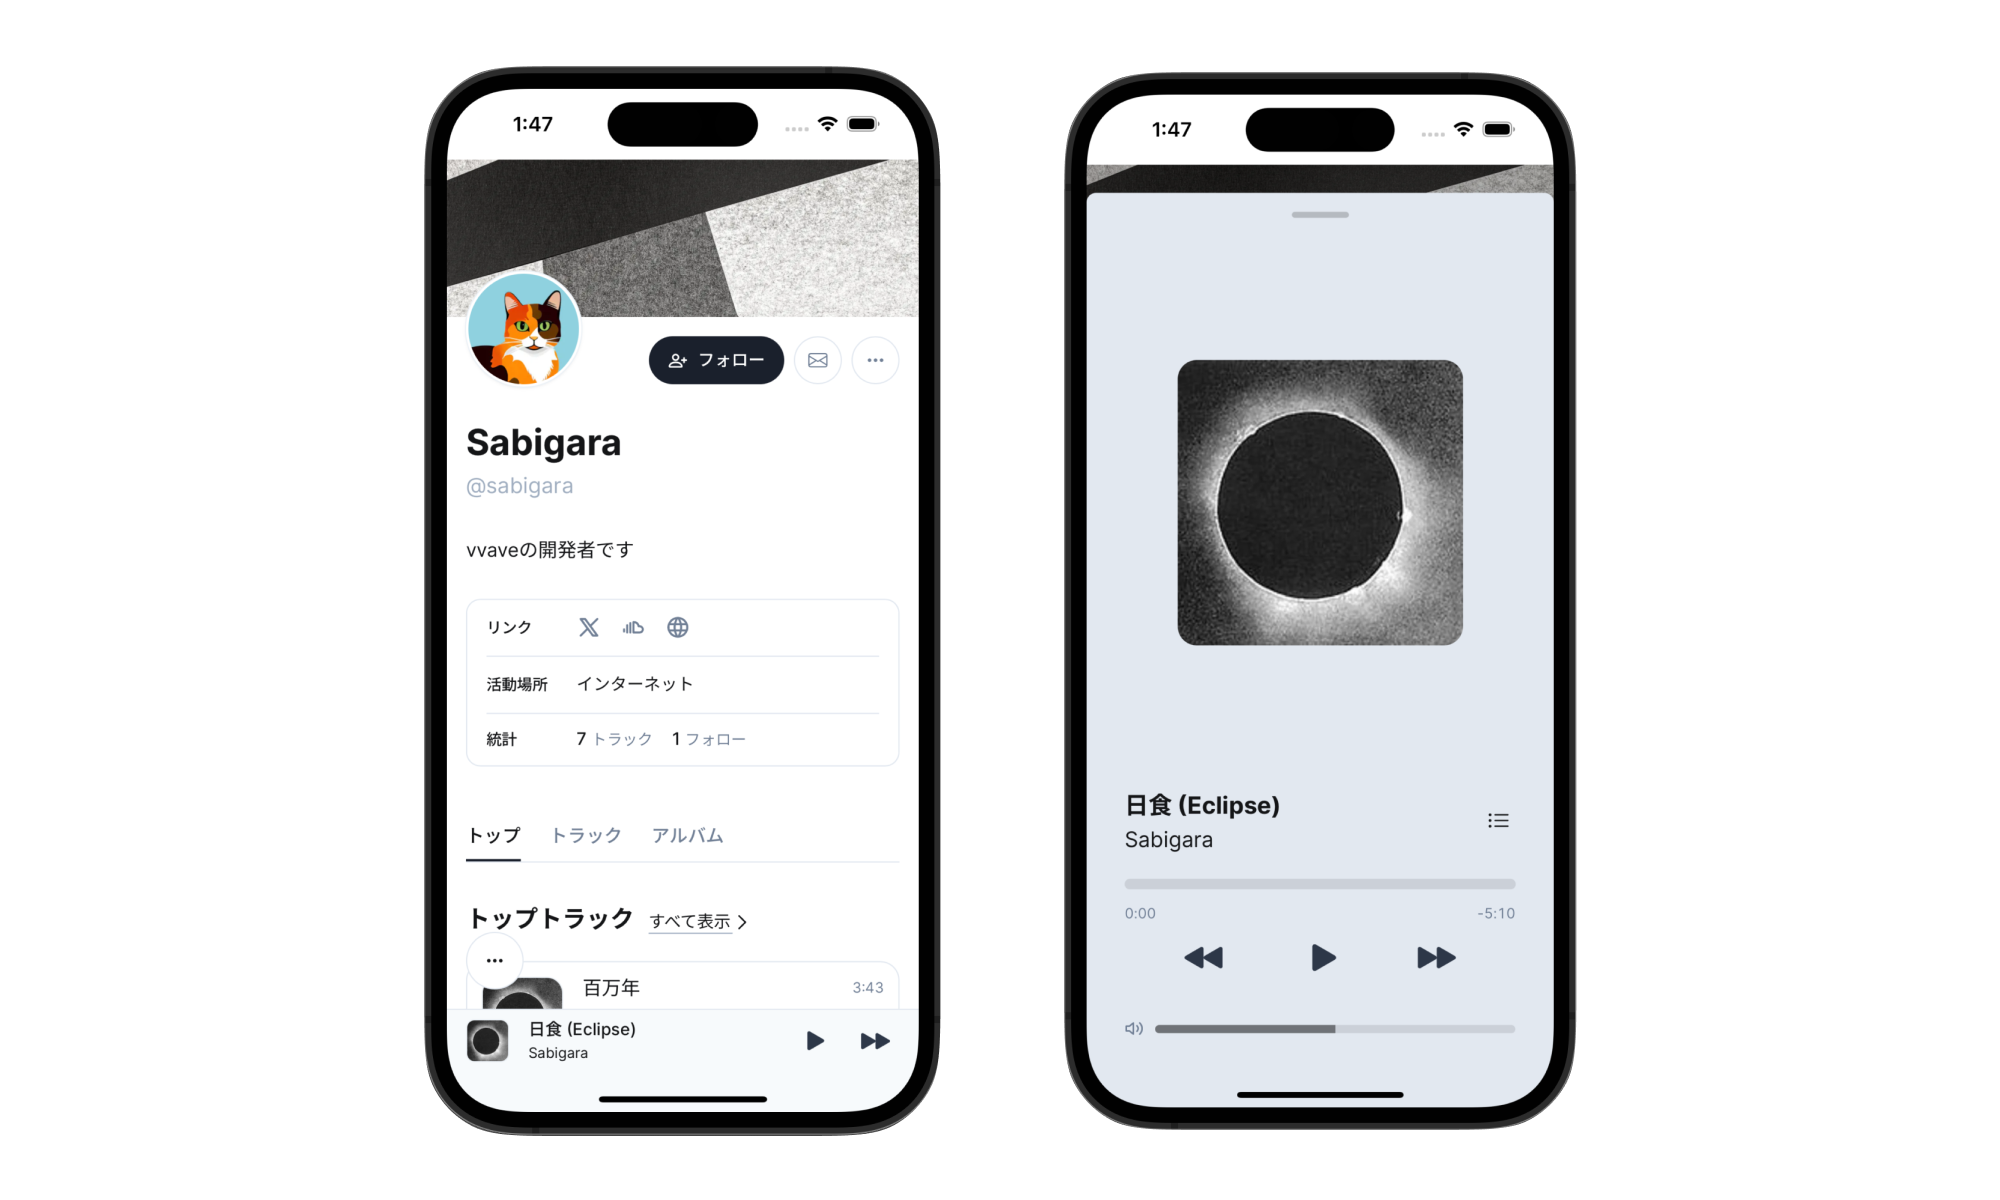 1:47
フォロー
Sabigara
@sabigara
vvaveの開発者です
リンク
活動場所 インターネット
統計 7 トラック 1 フォロー
トップ トラック アルバム
トップトラック すべて表示
百万年 3:43
日食 (Eclipse)
Sabigara
1:47
日食 (Eclipse)
Sabigara
0:00 -5:10